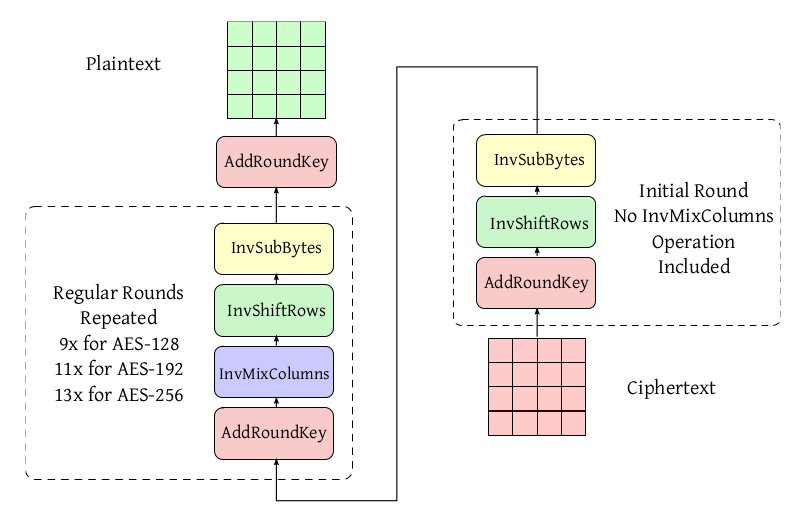 Plaintext
AddRoundKey
InvSubBytes
InvShiftRows
InvMixColumns
AddRoundKey
Regular Rounds
Repeated
9x for AES-128
11x for AES-192
13x for AES-256
InvSubBytes
InvShiftRows
AddRoundKey
Initial Round
No InvMixColumns
Operation
Included
Ciphertext